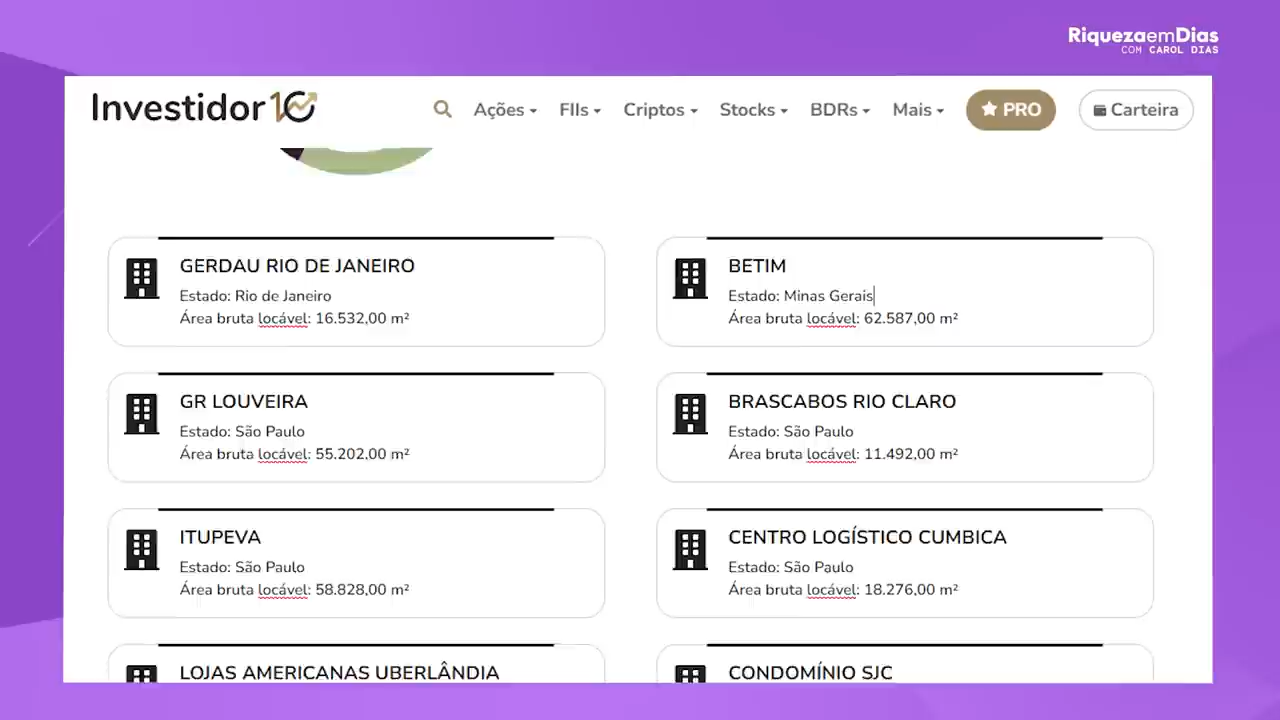 RiquezaemDias
COM CAROL DIAS
Investidor10
Ações
FIIs
Criptos
Stocks
BDRs
Mais
PRO
Carteira
GERDAU RIO DE JANEIRO
Estado: Rio de Janeiro
Área bruta locável: 16.532,00 m²
BETIM
Estado: Minas Gerais
Área bruta locável: 62.587,00 m²
GR LOUVEIRA
Estado: São Paulo
Área bruta locável: 55.202,00 m²
BRASCABOS RIO CLARO
Estado: São Paulo
Área bruta locável: 11.492,00 m²
ITUPEVA
Estado: São Paulo
Área bruta locável: 58.828,00 m²
CENTRO LOGÍSTICO CUMBICA
Estado: São Paulo
Área bruta locável: 18.276,00 m²
LOJAS AMERICANAS UBERLÂNDIA
CONDOMÍNIO SJC